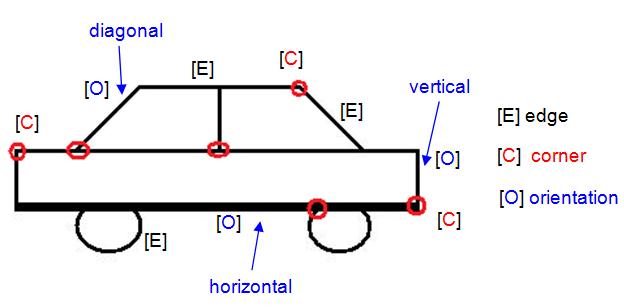 diagonal
[C]
[E]
[O]
vertical
[E]
[E] edge
[C]
[O]
[C] corner
[O] orientation
[O]
[C]
[E]
horizontal